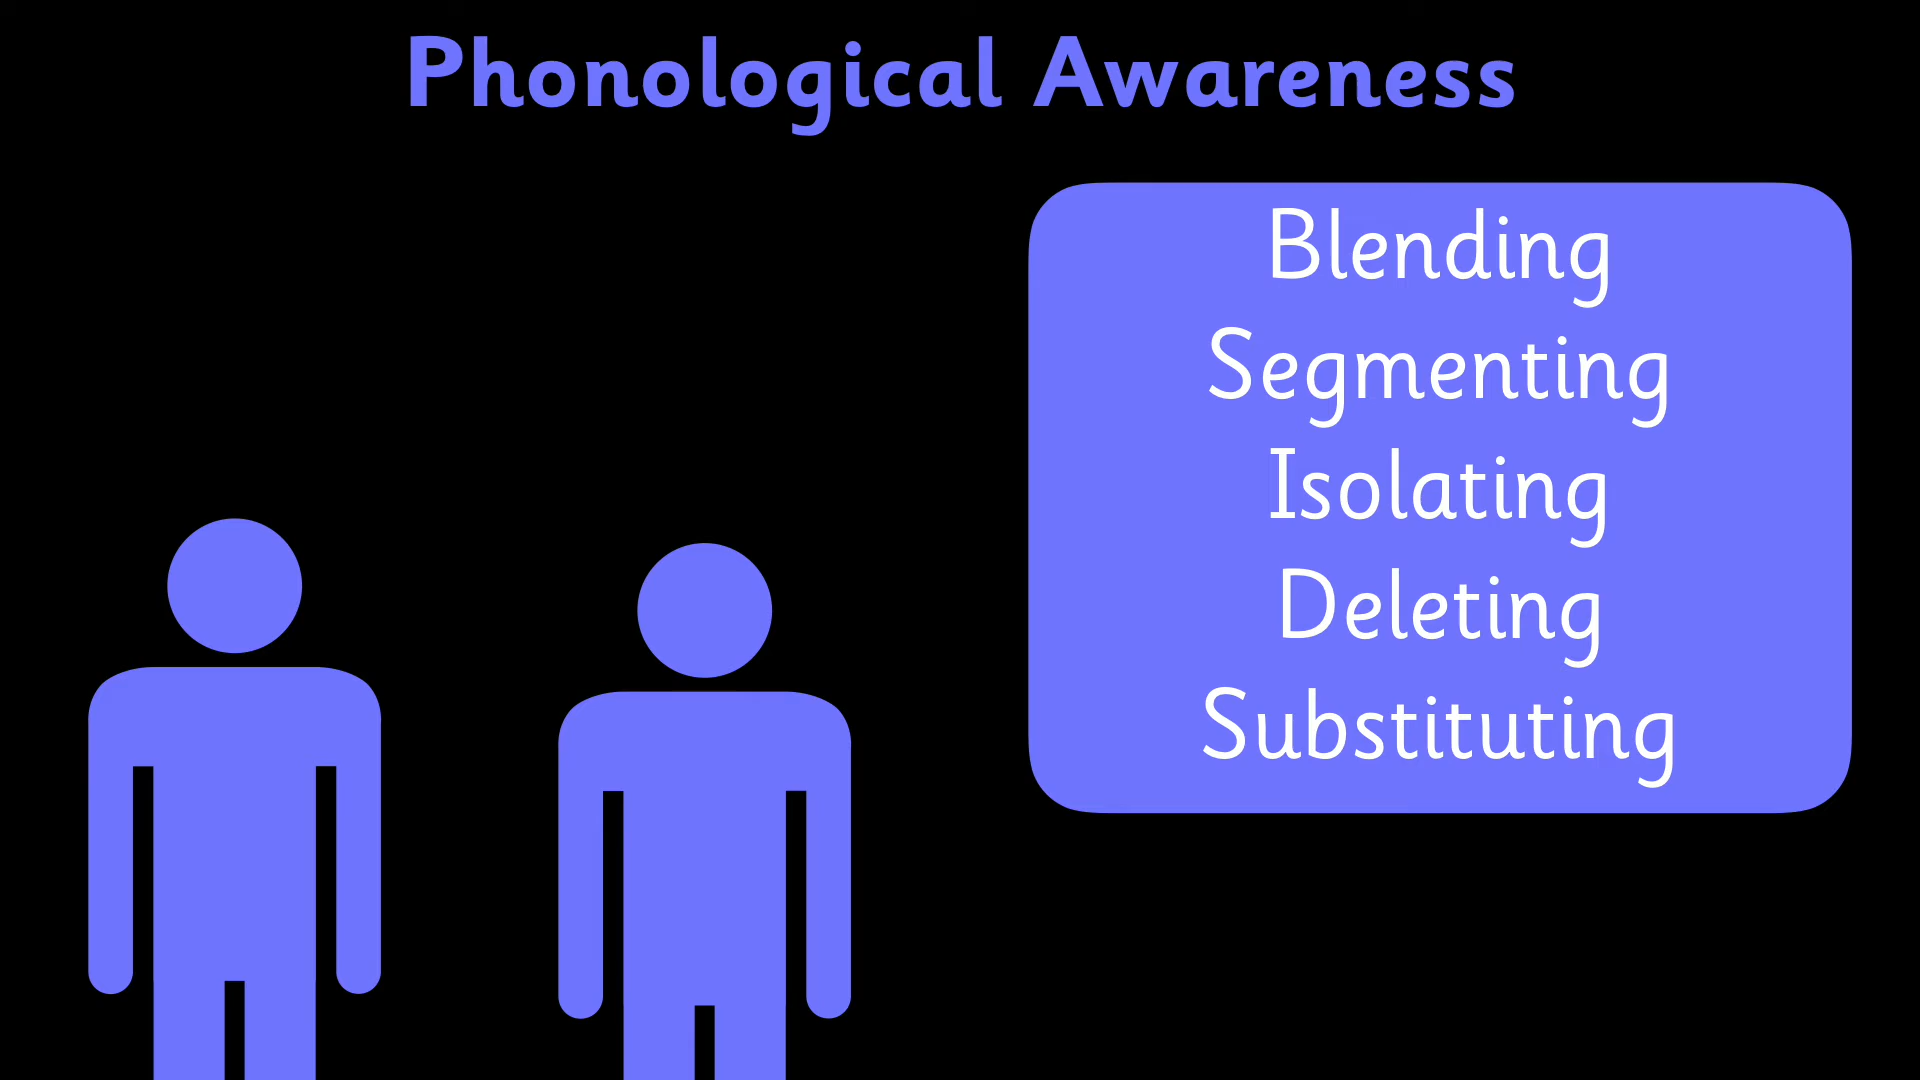 Phonological Awareness
Blending
Segmenting
Isolating
Deleting
Substituting